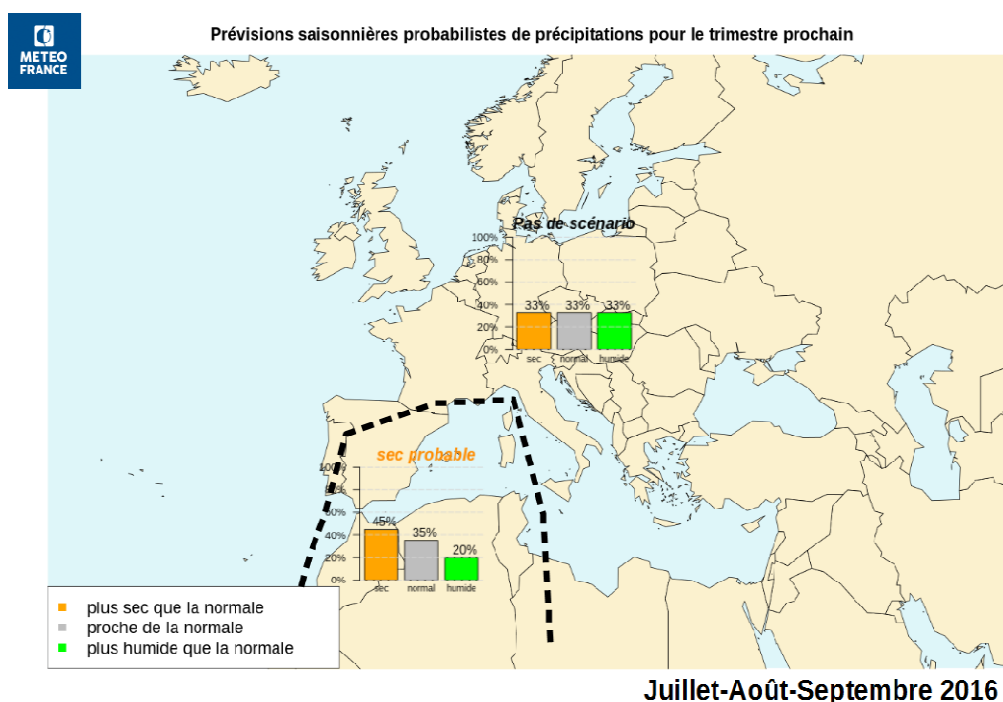 METEO
FRANCE
Prévisions saisonnières probabilistes de précipitations pour le trimestre prochain
Pas de scénario
100%
80%
60%
40%
20%
0%
33%
33%
33%
sec
normal
humide
sec probable
100%
80%
60%
40%
20%
0%
45%
35%
20%
sec
normal
humide
plus sec que la normale
proche de la normale
plus humide que la normale
Juillet-Août-Septembre 2016